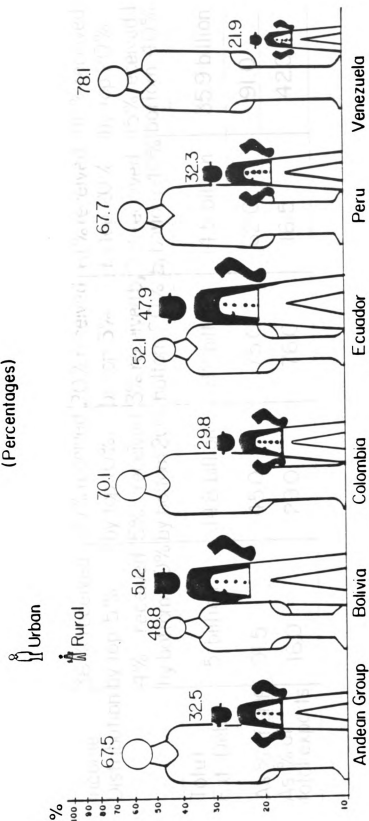 (Percentages)
Urban
Rural
%
100
90
80
70
60
50
40
30
20
10
67.5
32.5
48.8
51.2
70.1
29.8
52.1
47.9
67.7
32.3
78.1
21.9
Andean Group
Bolivia
Colombia
Ecuador
Peru
Venezuela